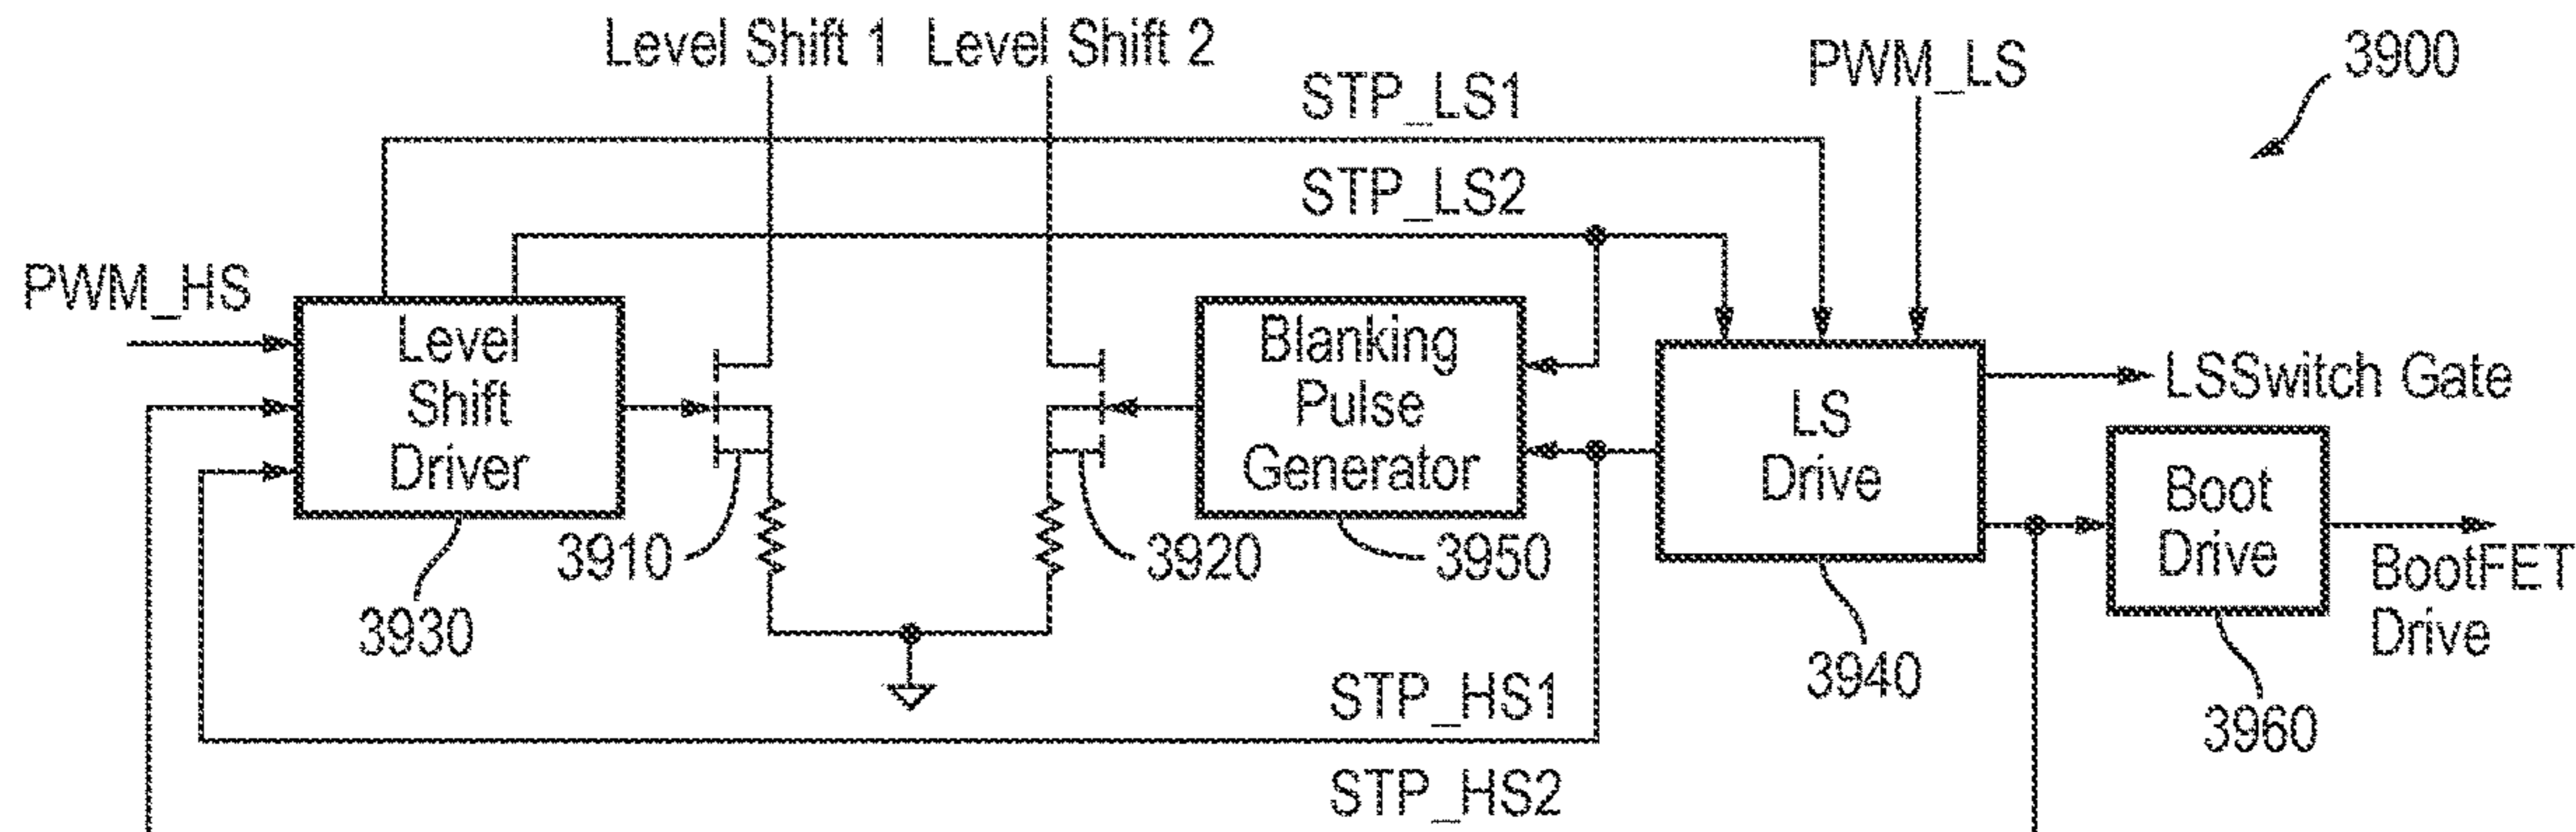 Level Shift 1
Level Shift 2
PWM_LS
3900
STP_LS1
STP_LS2
PWM_HS
Level
Shift
Driver
Blanking
Pulse
Generator
LS
Drive
LSSwitch Gate
Boot
Drive
BootFET
Drive
3910
3920
3950
3930
3940
3960
STP_HS1
STP_HS2